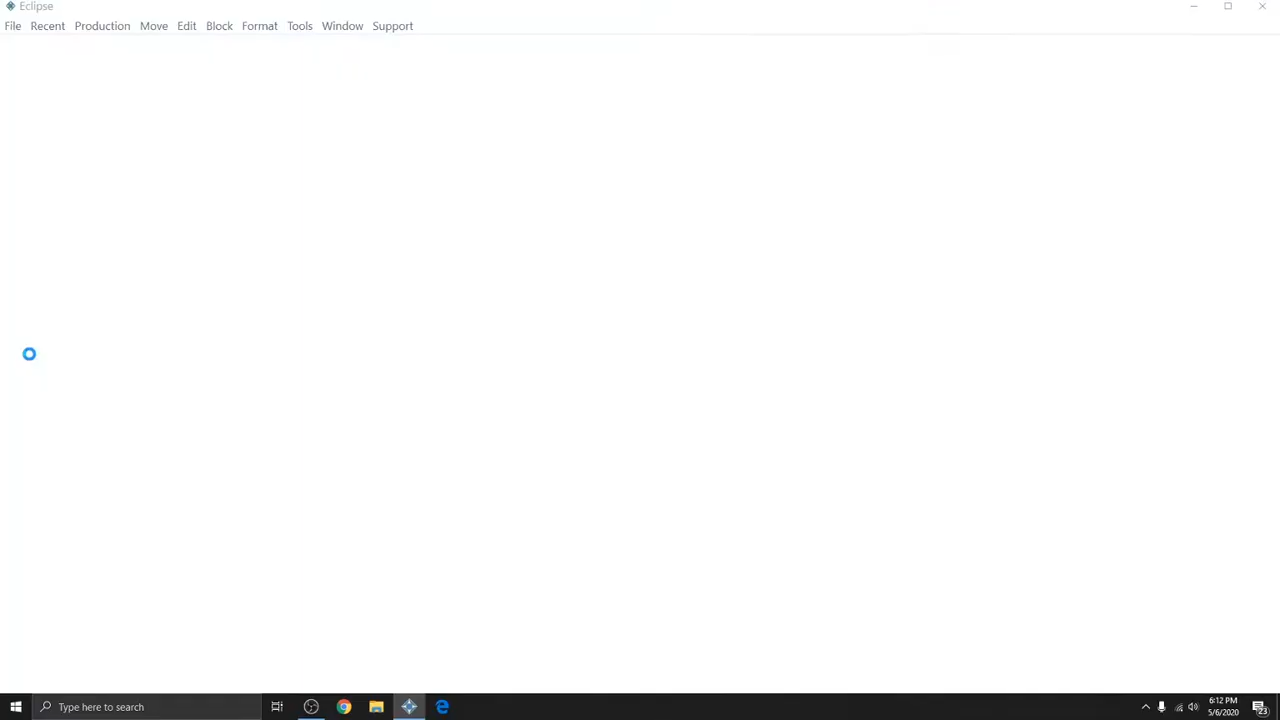 Eclipse
File Recent Production Move Edit Block Format Tools Window Support
Type here to search
6:12 PM
5/6/2020
23